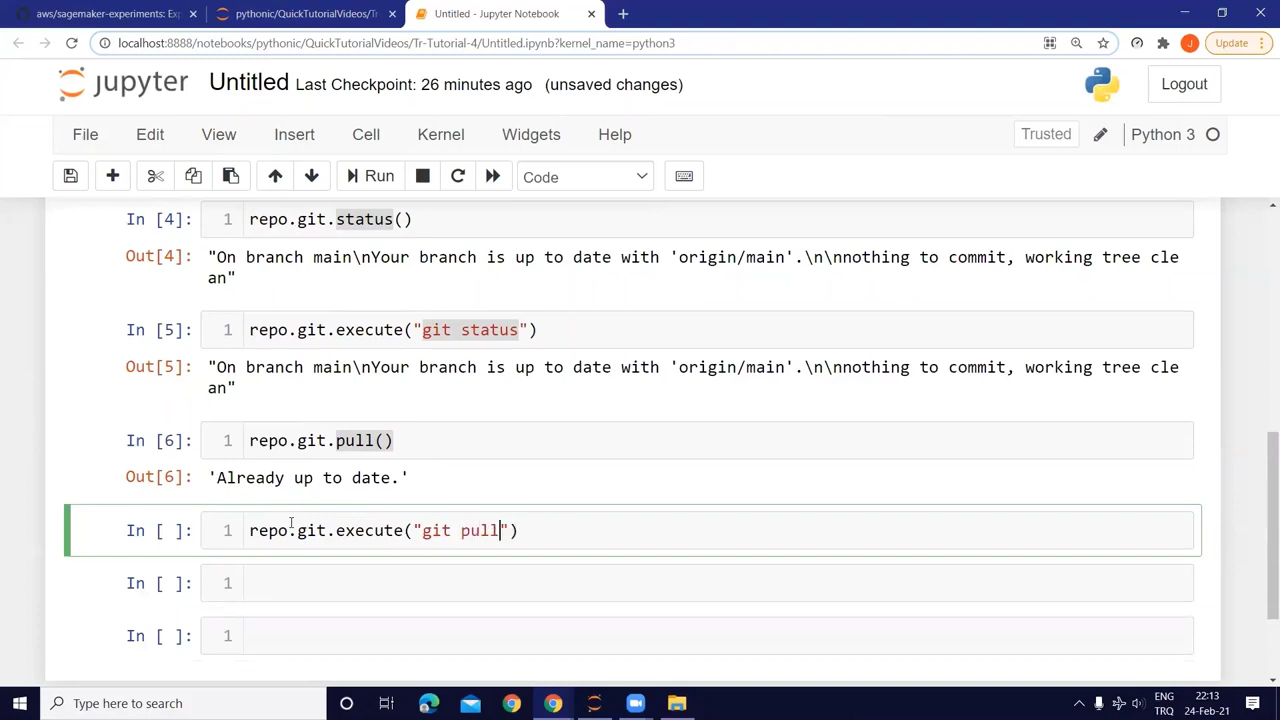 aws/sagemaker-experiments: Exp
pythonic/QuickTutorialVideos/Tr
Untitled - Jupyter Notebook
localhost:8888/notebooks/pythonic/QuickTutorialVideos/Tr-Tutorial-4/Untitled.ipynb?kernel_name=python3
J
Update
jupyter Untitled Last Checkpoint: 26 minutes ago (unsaved changes)
Logout
File Edit View Insert Cell Kernel Widgets Help
Trusted
Python 3
Run
Code
In [4]: 1 repo.git.status()
Out[4]: "On branch main\nYour branch is up to date with 'origin/main'.\n\nnothing to commit, working tree cle
an"
In [5]: 1 repo.git.execute("git status")
Out[5]: "On branch main\nYour branch is up to date with 'origin/main'.\n\nnothing to commit, working tree cle
an"
In [6]: 1 repo.git.pull()
Out[6]: 'Already up to date.'
In [ ]: 1 repo.git.execute("git pull")
In [ ]: 1
In [ ]: 1
Type here to search
ENG
TRQ
22:13
24-Feb-21